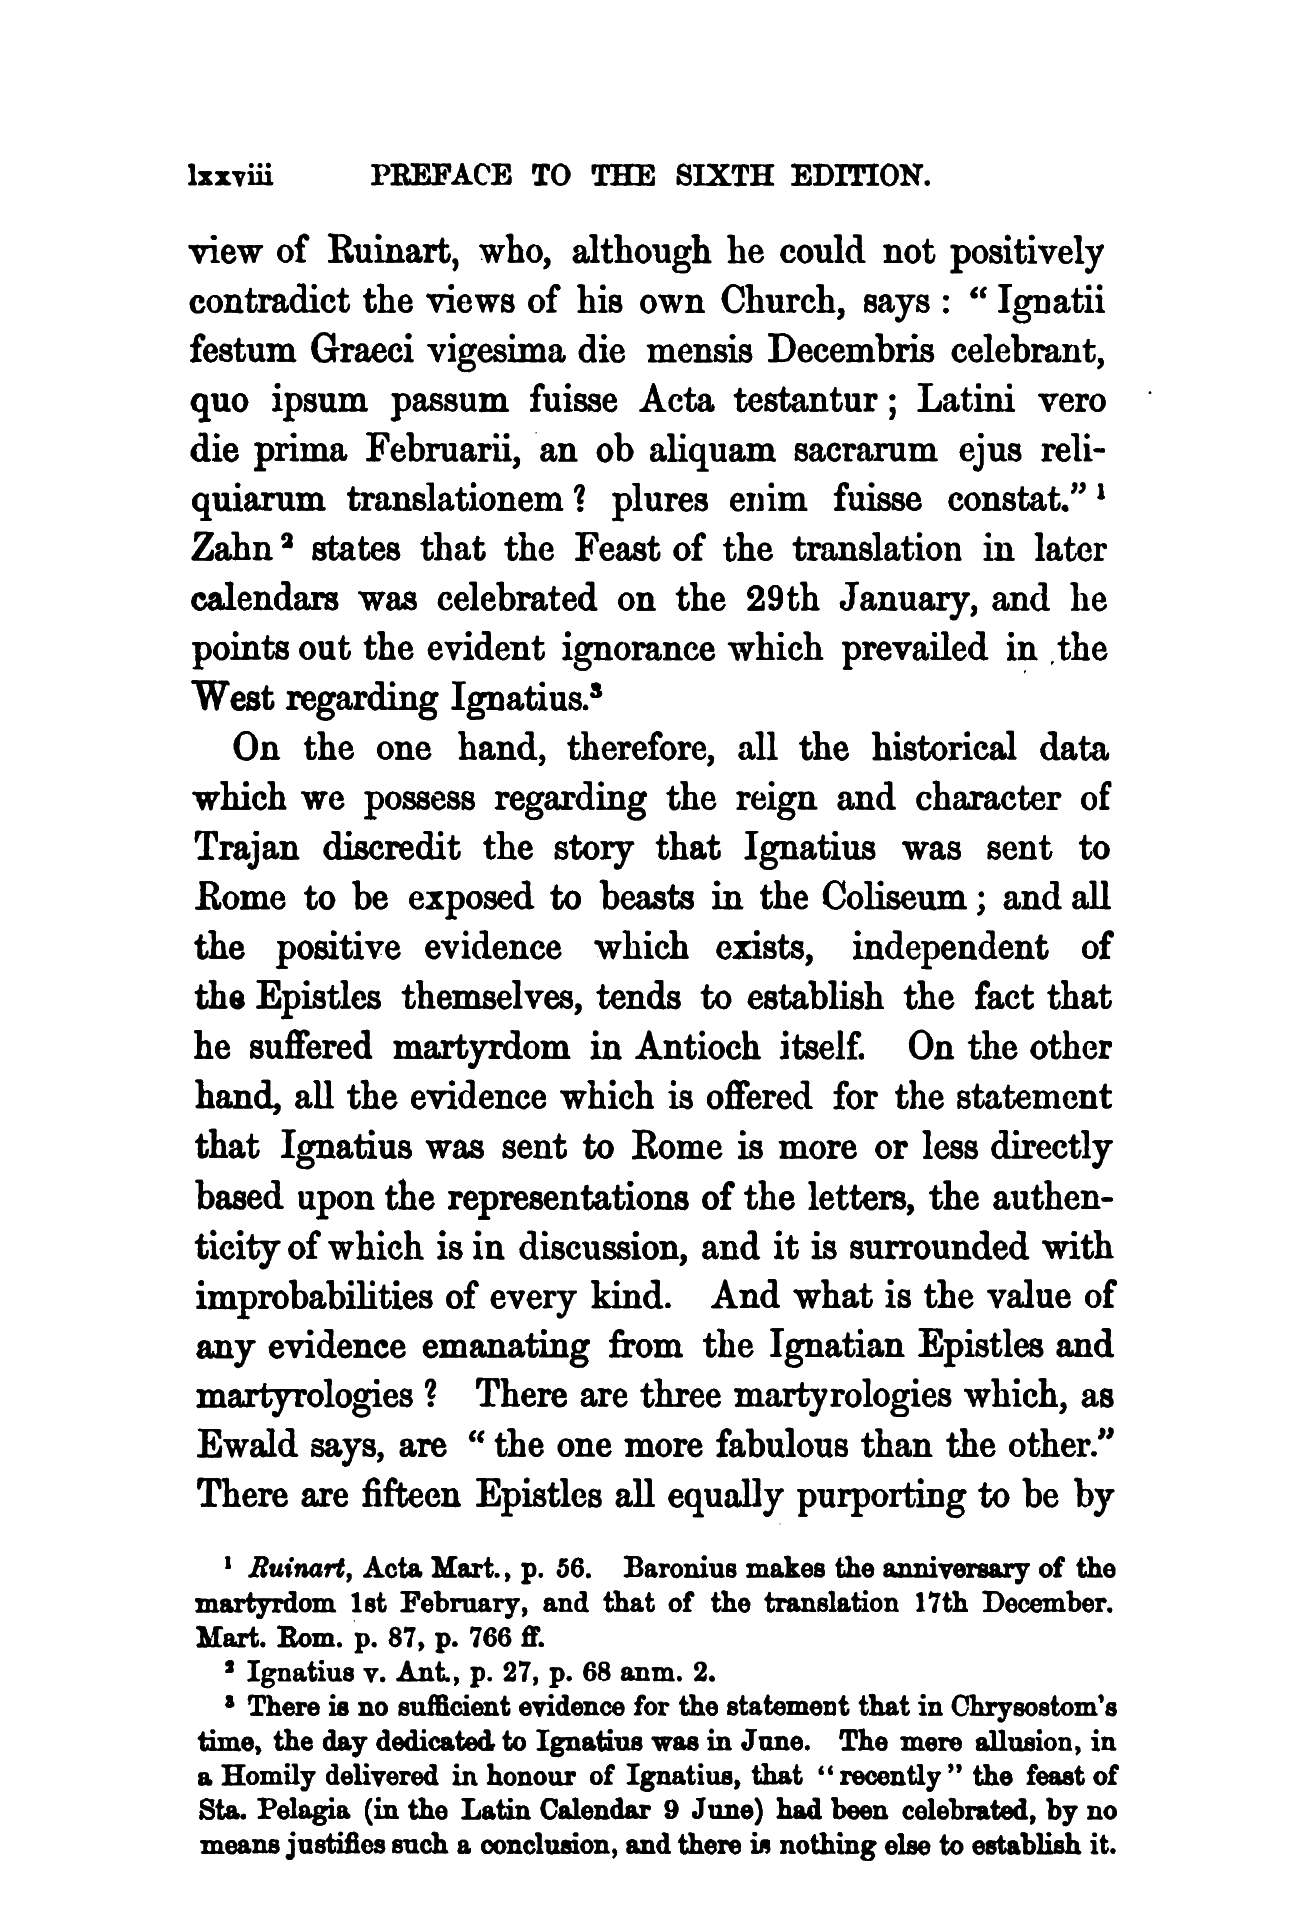 lxxviii PREFACE TO THE SIXTH EDITION.
view of Ruinart, who, although he could not positively
contradict the views of his own Church, says : “ Ignatii
festum Graeci vigesima die mensis Decembris celebrant,
quo ipsum passum fuisse Acta testantur ; Latini vero
die prima Februarii, an ob aliquam sacrarum ejus reli-
quiarum translationem ? plures enim fuisse constat.” ¹
Zahn ² states that the Feast of the translation in later
calendars was celebrated on the 29th January, and he
points out the evident ignorance which prevailed in the
West regarding Ignatius.³
On the one hand, therefore, all the historical data
which we possess regarding the reign and character of
Trajan discredit the story that Ignatius was sent to
Rome to be exposed to beasts in the Coliseum ; and all
the positive evidence which exists, independent of
the Epistles themselves, tends to establish the fact that
he suffered martyrdom in Antioch itself. On the other
hand, all the evidence which is offered for the statement
that Ignatius was sent to Rome is more or less directly
based upon the representations of the letters, the authen-
ticity of which is in discussion, and it is surrounded with
improbabilities of every kind. And what is the value of
any evidence emanating from the Ignatian Epistles and
martyrologies ? There are three martyrologies which, as
Ewald says, are “ the one more fabulous than the other.”
There are fifteen Epistles all equally purporting to be by
¹ Ruinart, Acta Mart., p. 56. Baronius makes the anniversary of the
martyrdom 1st February, and that of the translation 17th December.
Mart. Rom. p. 87, p. 766 ff.
² Ignatius v. Ant., p. 27, p. 68 anm. 2.
³ There is no sufficient evidence for the statement that in Chrysostom’s
time, the day dedicated to Ignatius was in June. The mere allusion, in
a Homily delivered in honour of Ignatius, that “ recently ” the feast of
Sta. Pelagia (in the Latin Calendar 9 June) had been celebrated, by no
means justifies such a conclusion, and there is nothing else to establish it.